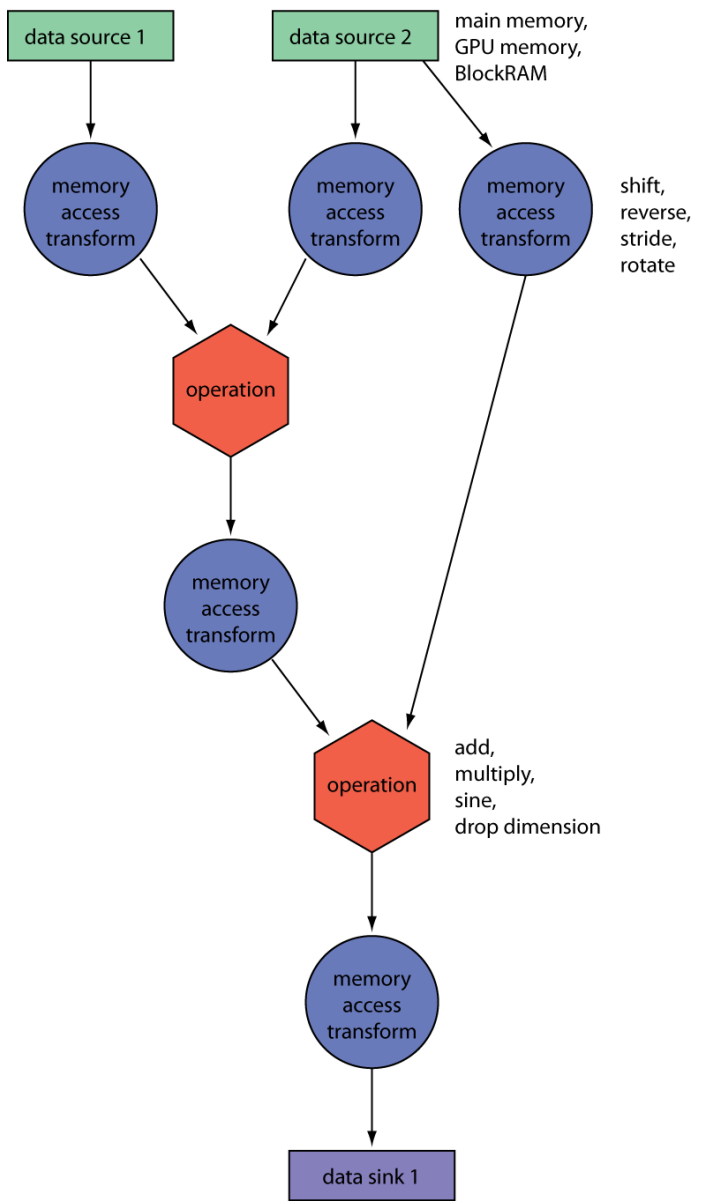 data source 1
data source 2
main memory,
GPU memory,
BlockRAM
memory
access
transform
memory
access
transform
memory
access
transform
shift,
reverse,
stride,
rotate
operation
memory
access
transform
operation
add,
multiply,
sine,
drop dimension
memory
access
transform
data sink 1